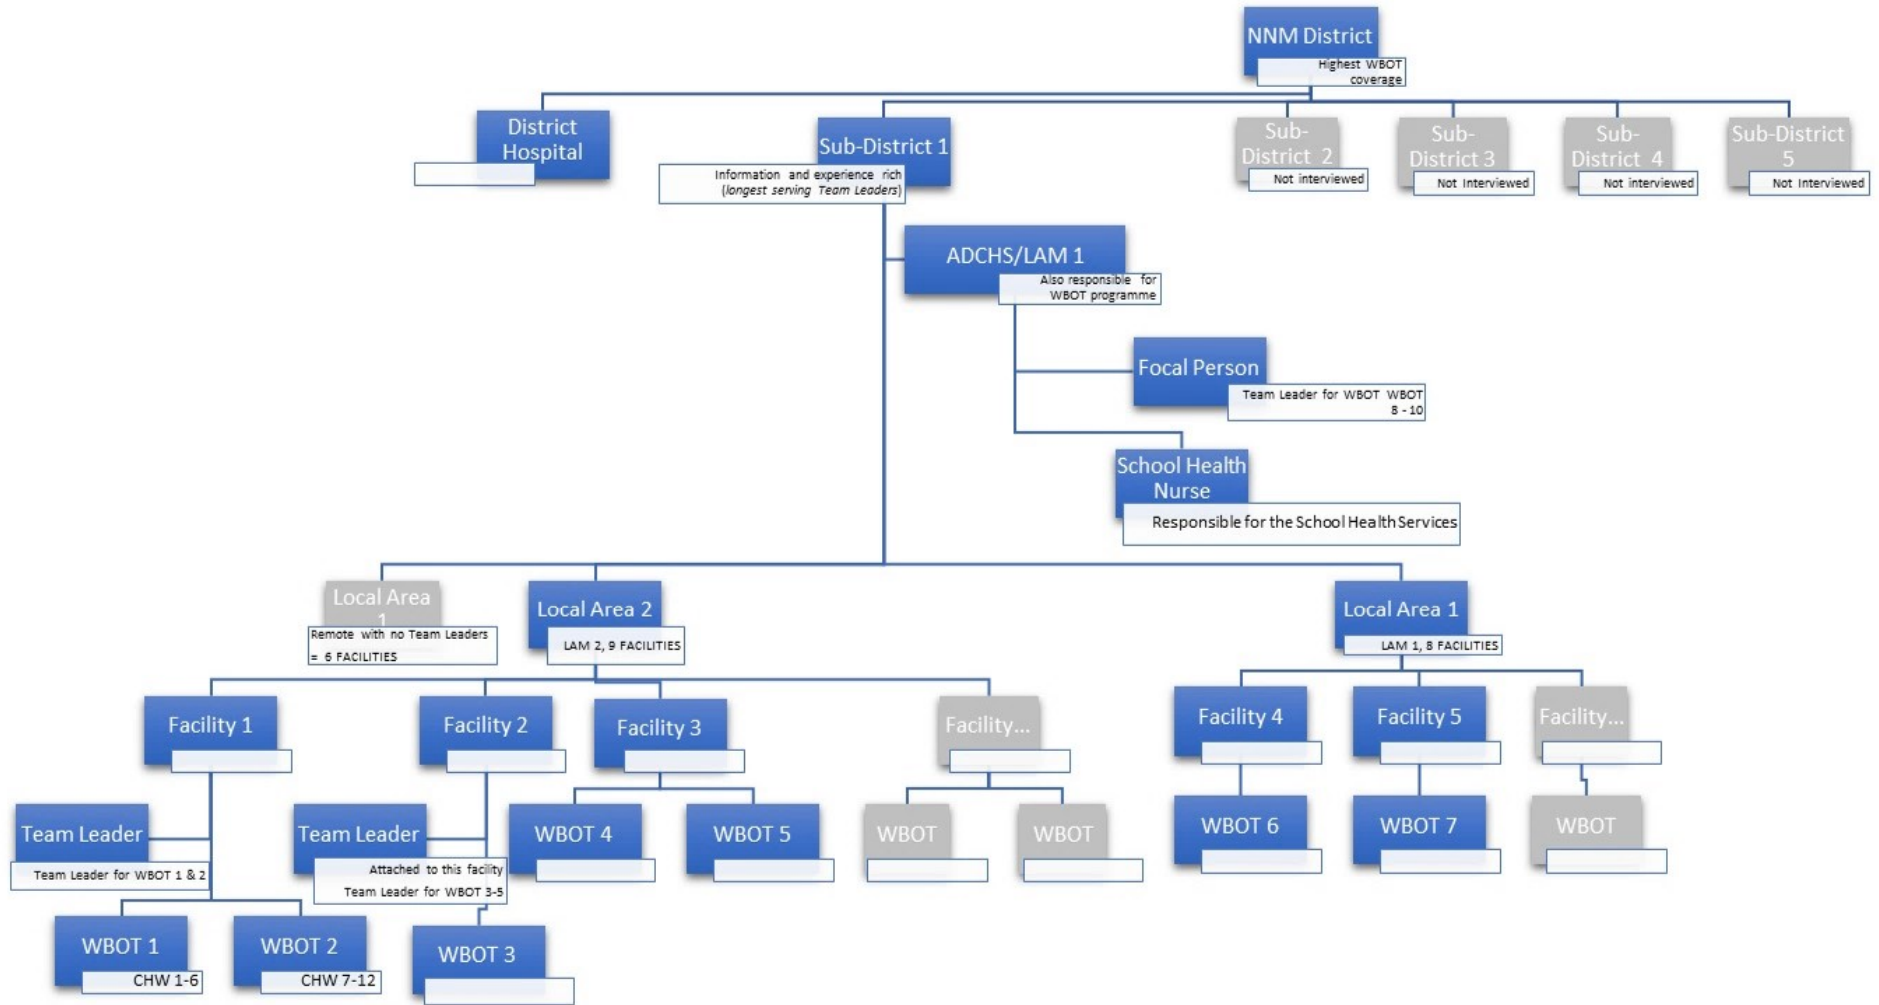 NNM District
Highest WBOT
coverage
District
Hospital
Sub-District 1
Information and experience rich
(longest serving Team Leaders)
Sub-
District 2
Not interviewed
Sub-
District 3
Not Interviewed
Sub-
District 4
Not interviewed
Sub-District
5
Not Interviewed
ADCHS/LAM 1
Also responsible for
WBOT programme
Focal Person
Team Leader for WBOT WBOT
8 - 10
School Health
Nurse
Responsible for the School Health Services
Local Area
1
Remote with no Team Leaders
= 6 FACILITIES
Local Area 2
LAM 2, 9 FACILITIES
Local Area 1
LAM 1, 8 FACILITIES
Facility 1
Facility 2
Facility 3
Facility...
Facility 4
Facility 5
Facility...
Team Leader
Team Leader for WBOT 1 & 2
Team Leader
Attached to this facility
Team Leader for WBOT 3-5
WBOT 4
WBOT 5
WBOT
WBOT
WBOT 6
WBOT 7
WBOT
WBOT 1
CHW 1-6
WBOT 2
CHW 7-12
WBOT 3